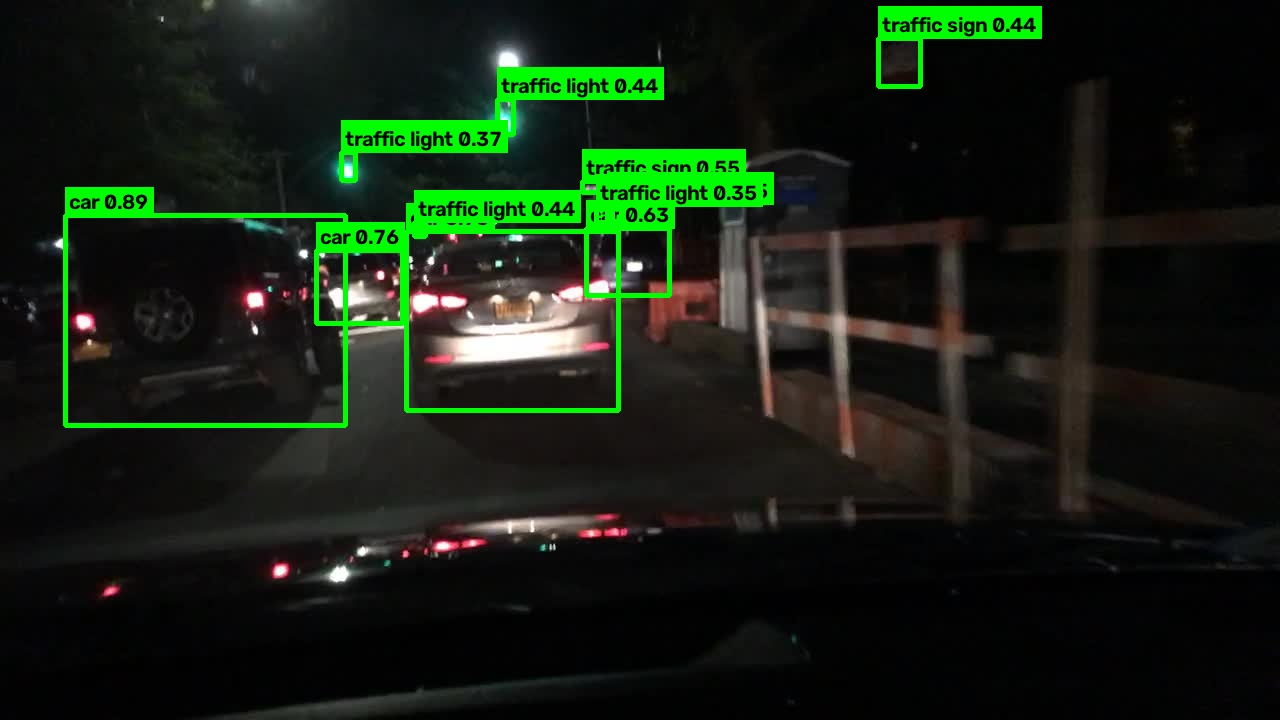 traffic sign 0.44
traffic light 0.44
traffic light 0.37
traffic sign 0.55
traffic light 0.35
car 0.89
traffic light 0.44
car 0.63
car 0.76